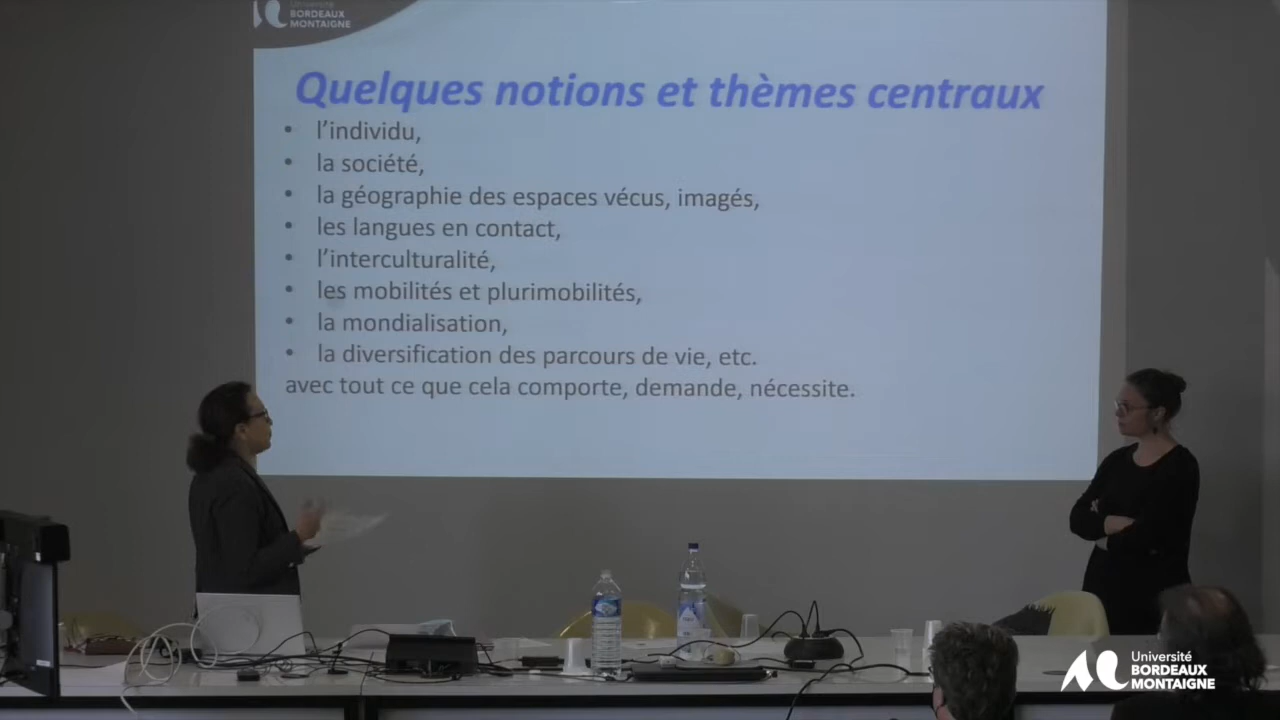 Université
BORDEAUX
MONTAIGNE
Quelques notions et thèmes centraux
• l'individu,
• la société,
• la géographie des espaces vécus, imagés,
• les langues en contact,
• l'interculturalité,
• les mobilités et plurimobilités,
• la mondialisation,
• la diversification des parcours de vie, etc.
avec tout ce que cela comporte, demande, nécessite.
Université
BORDEAUX
MONTAIGNE